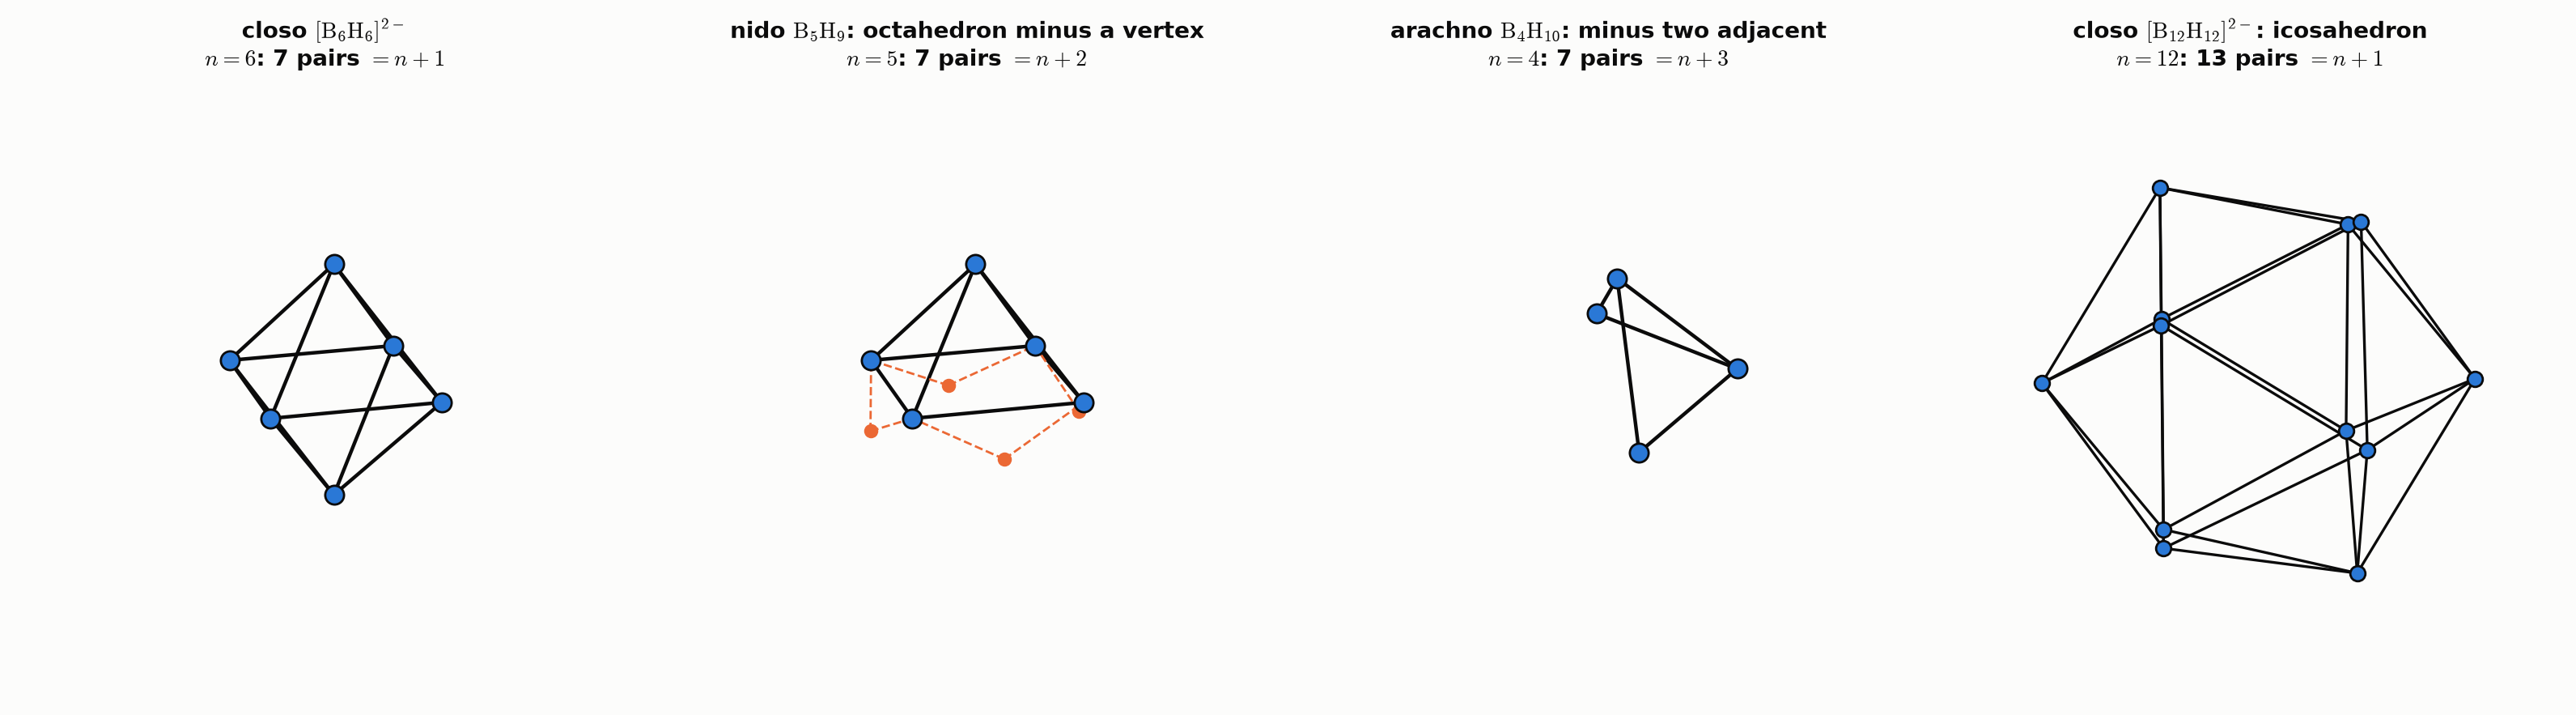 closo [B₆H₆]²⁻
n = 6: 7 pairs = n + 1
nido B₅H₉: octahedron minus a vertex
n = 5: 7 pairs = n + 2
arachno B₄H₁₀: minus two adjacent
n = 4: 7 pairs = n + 3
closo [B₁₂H₁₂]²⁻: icosahedron
n = 12: 13 pairs = n + 1